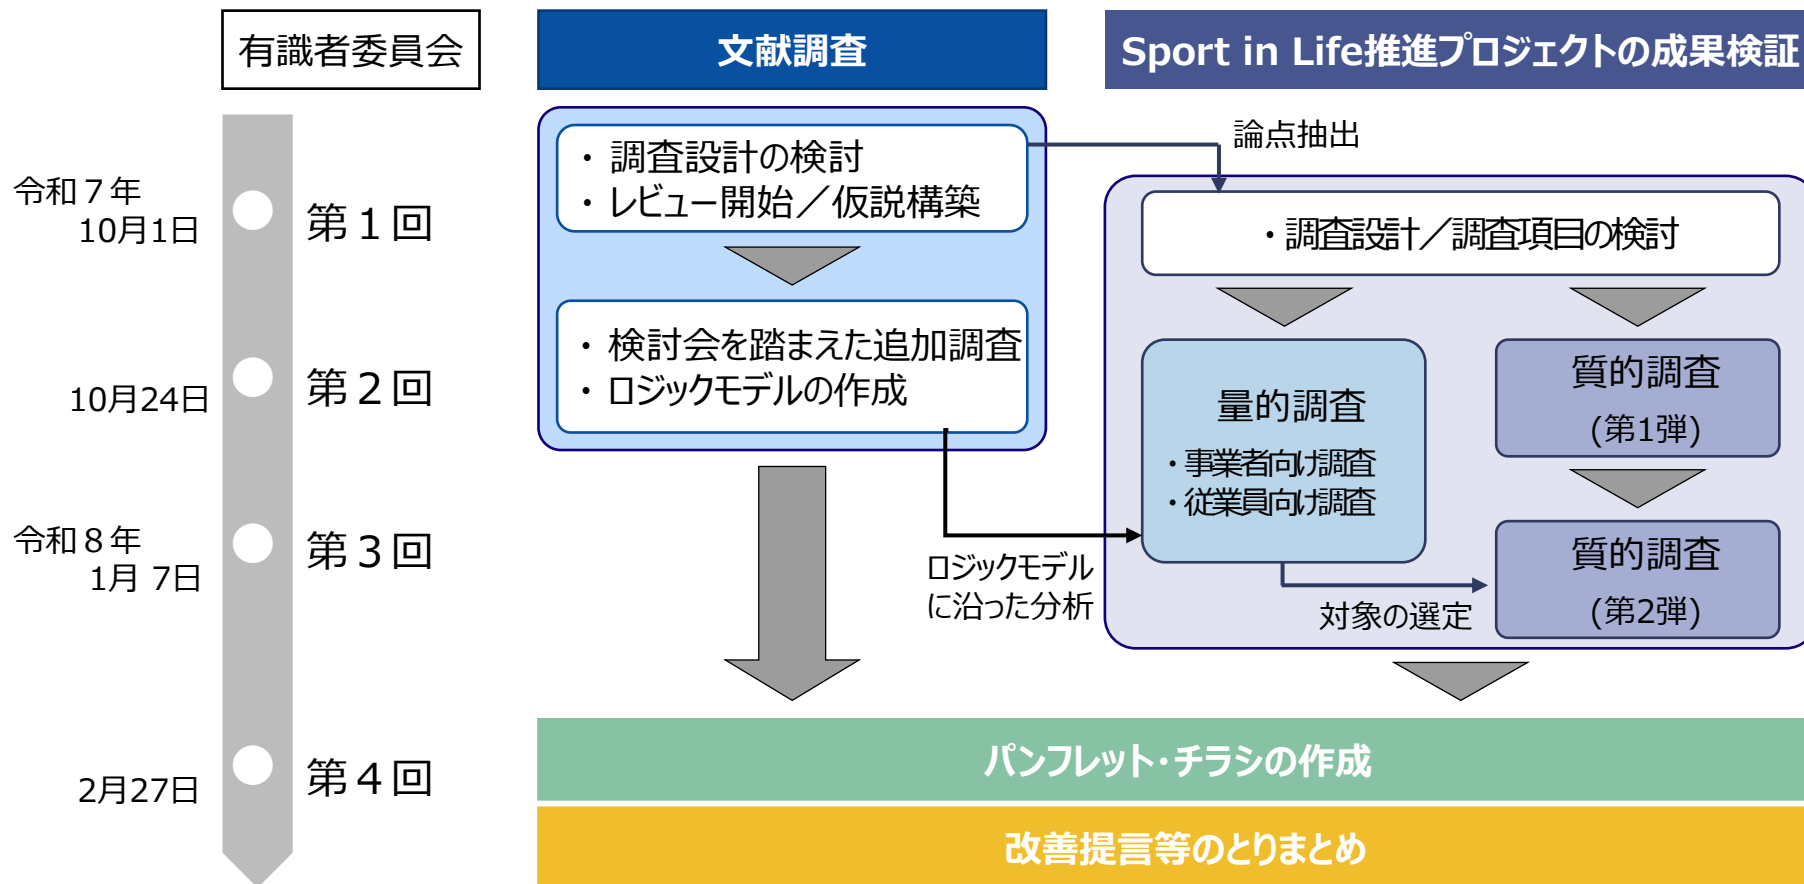 有識者委員会
文献調査
Sport in Life推進プロジェクトの成果検証
令和７年
10月1日
第１回
10月24日
第２回
令和８年
1月 7日
第３回
2月27日
第４回
・ 調査設計の検討
・ レビュー開始／仮説構築
・ 検討会を踏まえた追加調査
・ ロジックモデルの作成
論点抽出
・調査設計／調査項目の検討
量的調査
・事業者向け調査
・従業員向け調査
質的調査
(第1弾)
質的調査
(第2弾)
ロジックモデル
に沿った分析
対象の選定
パンフレット・チラシの作成
改善提言等のとりまとめ